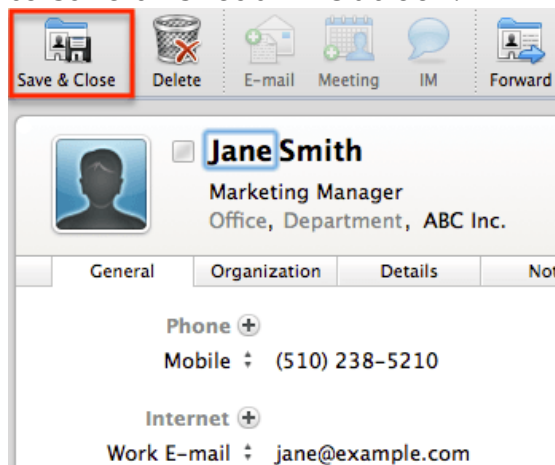 Save & Close Delete E-mail Meeting IM Forward
Jane Smith
Marketing Manager
Office, Department, ABC Inc.
General Organization Details
Phone
Mobile (510) 238-5210
Internet
Work E-mail jane@example.com